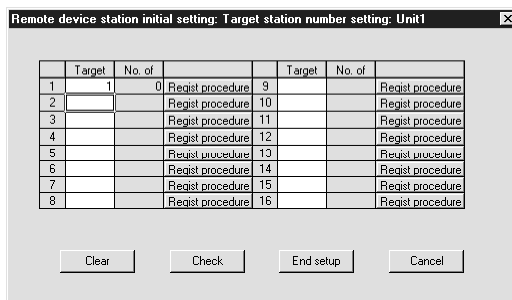 Remote device station initial setting: Target station number setting: Unit1
Target No. of Target No. of
1 1 0 Regist procedure 9 Regist procedure
2 Regist procedure 10 Regist procedure
3 Regist procedure 11 Regist procedure
4 Regist procedure 12 Regist procedure
5 Regist procedure 13 Regist procedure
6 Regist procedure 14 Regist procedure
7 Regist procedure 15 Regist procedure
8 Regist procedure 16 Regist procedure
Clear Check End setup Cancel